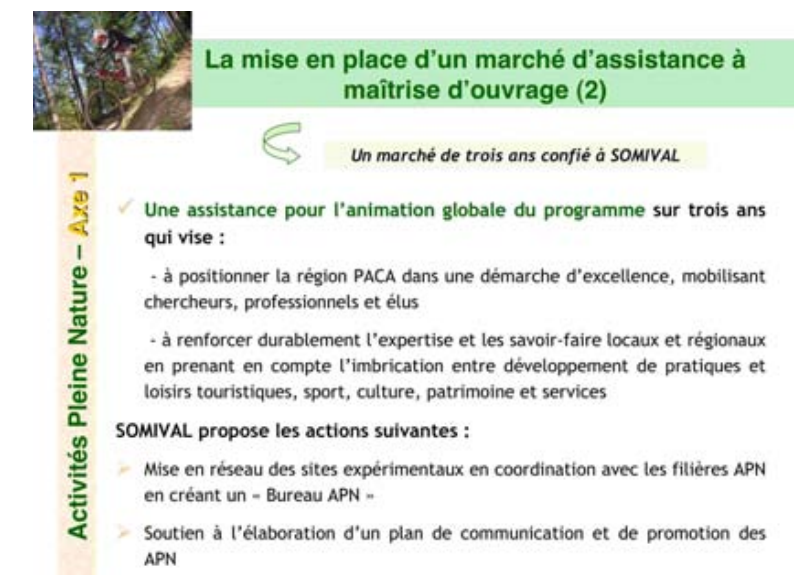 La mise en place d'un marché d'assistance à
maîtrise d'ouvrage (2)
Un marché de trois ans confié à SOMIVAL
Activités Pleine Nature – Axe 1
Une assistance pour l'animation globale du programme sur trois ans
qui vise :
- à positionner la région PACA dans une démarche d'excellence, mobilisant
chercheurs, professionnels et élus
- à renforcer durablement l'expertise et les savoir-faire locaux et régionaux
en prenant en compte l'imbrication entre développement de pratiques et
loisirs touristiques, sport, culture, patrimoine et services
SOMIVAL propose les actions suivantes :
Mise en réseau des sites expérimentaux en coordination avec les filières APN
en créant un « Bureau APN »
Soutien à l'élaboration d'un plan de communication et de promotion des
APN